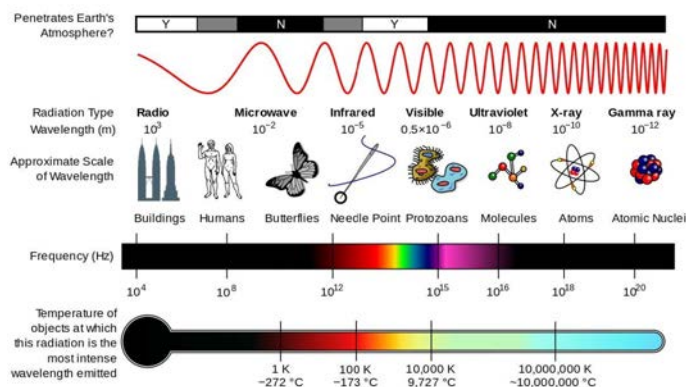 Penetrates Earth's
Atmosphere?
Y N Y N
Radiation Type
Wavelength (m)
Radio Microwave Infrared Visible Ultraviolet X-ray Gamma ray
10³ 10⁻² 10⁻⁵ 0.5×10⁻⁶ 10⁻⁸ 10⁻¹⁰ 10⁻¹²
Approximate Scale
of Wavelength
Buildings Humans Butterflies Needle Point Protozoans Molecules Atoms Atomic Nuclei
Frequency (Hz)
10⁴ 10⁸ 10¹² 10¹⁵ 10¹⁶ 10¹⁸ 10²⁰
Temperature of
objects at which
this radiation is the
most intense
wavelength emitted
1 K 100 K 10,000 K 10,000,000 K
−272 °C −173 °C 9,727 °C ~10,000,000 °C